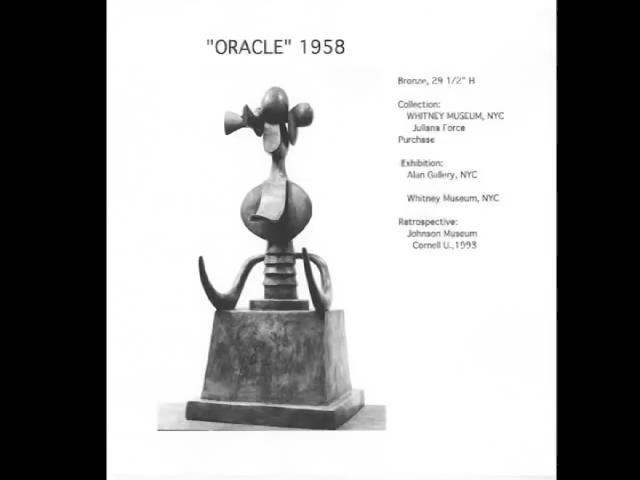 "ORACLE" 1958
Bronze, 29 1/2" H
Collection:
WHITNEY MUSEUM, NYC
Juliana Force
Purchase
Exhibition:
Alan Gallery, NYC
Whitney Museum, NYC
Retrospective:
Johnson Museum
Cornell U.,1993